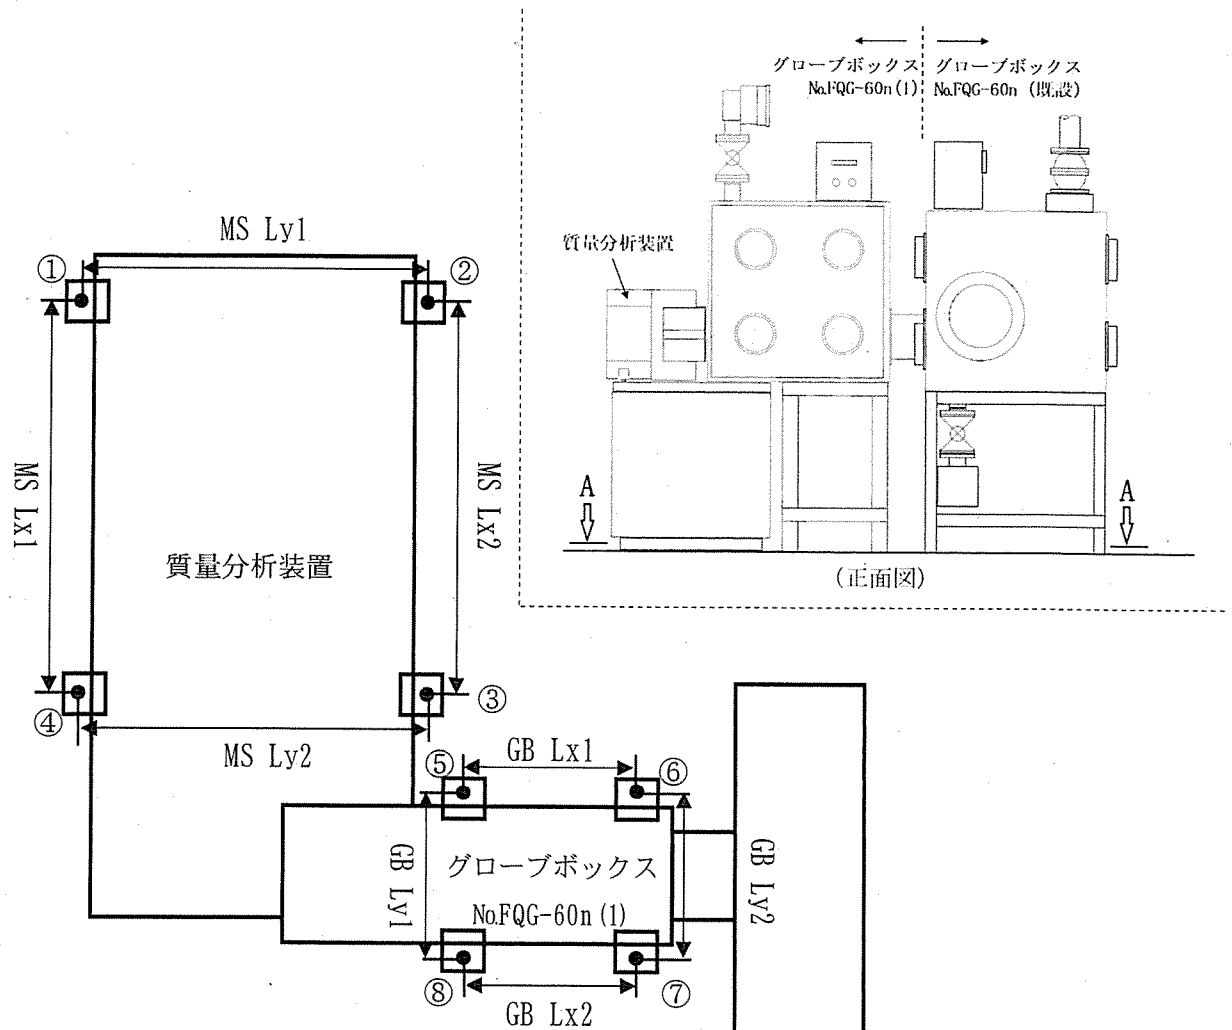 グローブボックス
No.FQG-60n(1)
グローブボックス
No.FQG-60n (既設)
質量分析装置
A
A
(正面図)
MS Ly1
①
②
MS Lx1
MS Lx2
質量分析装置
④
③
MS Ly2
⑤
GB Lx1
⑥
GB Ly1
グローブボックス
No.FQG-60n(1)
GB Ly2
⑧
GB Lx2
⑦